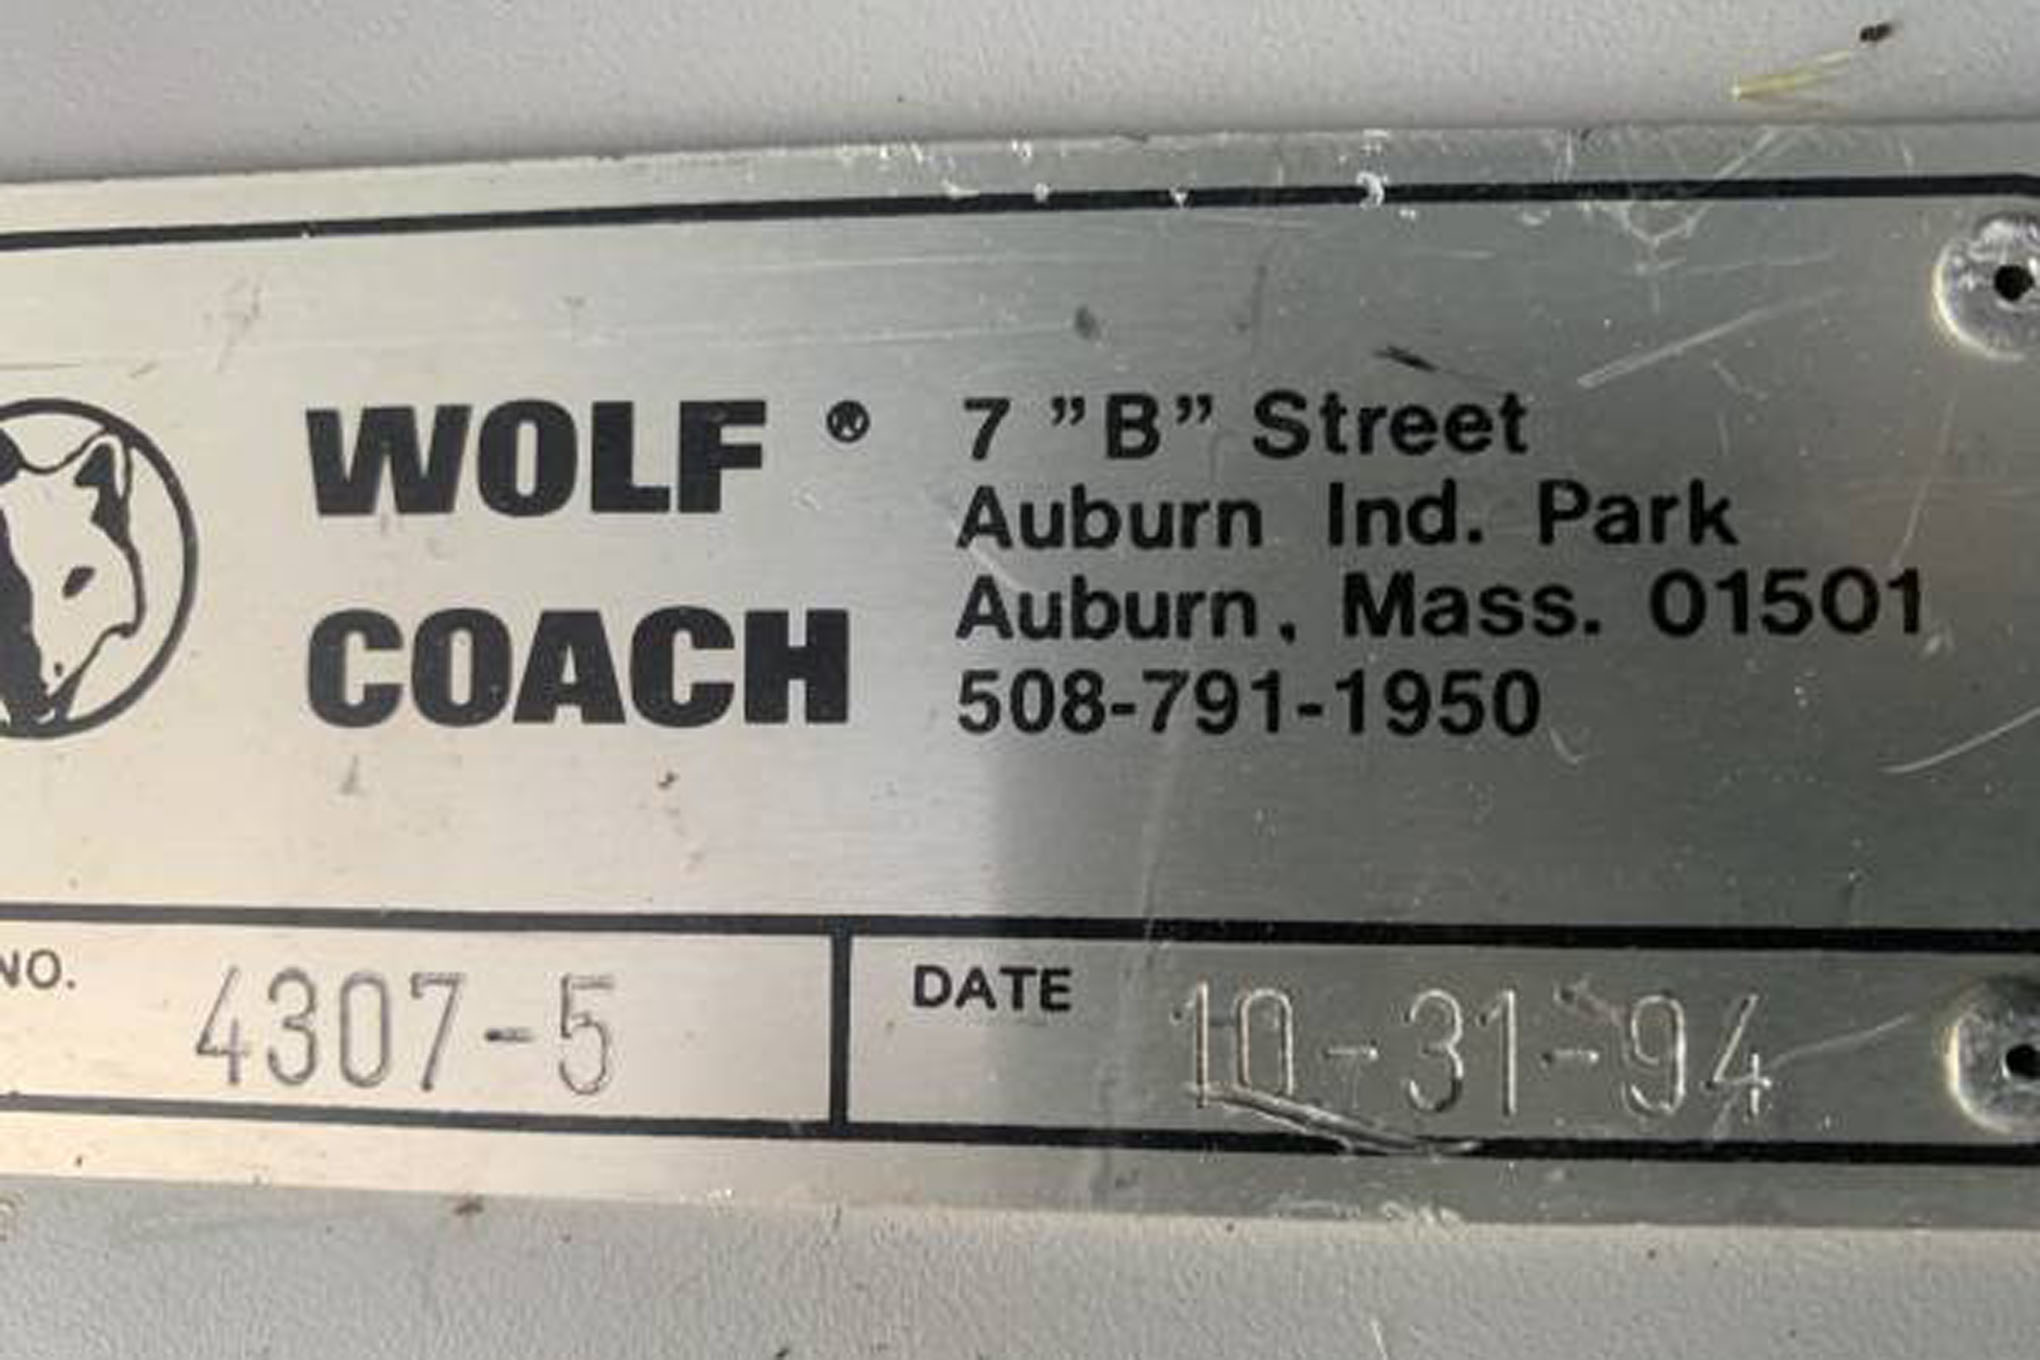 WOLF ®
COACH
7 "B" Street
Auburn Ind. Park
Auburn, Mass. 01501
508-791-1950
NO. 4307-5
DATE 10-31-94